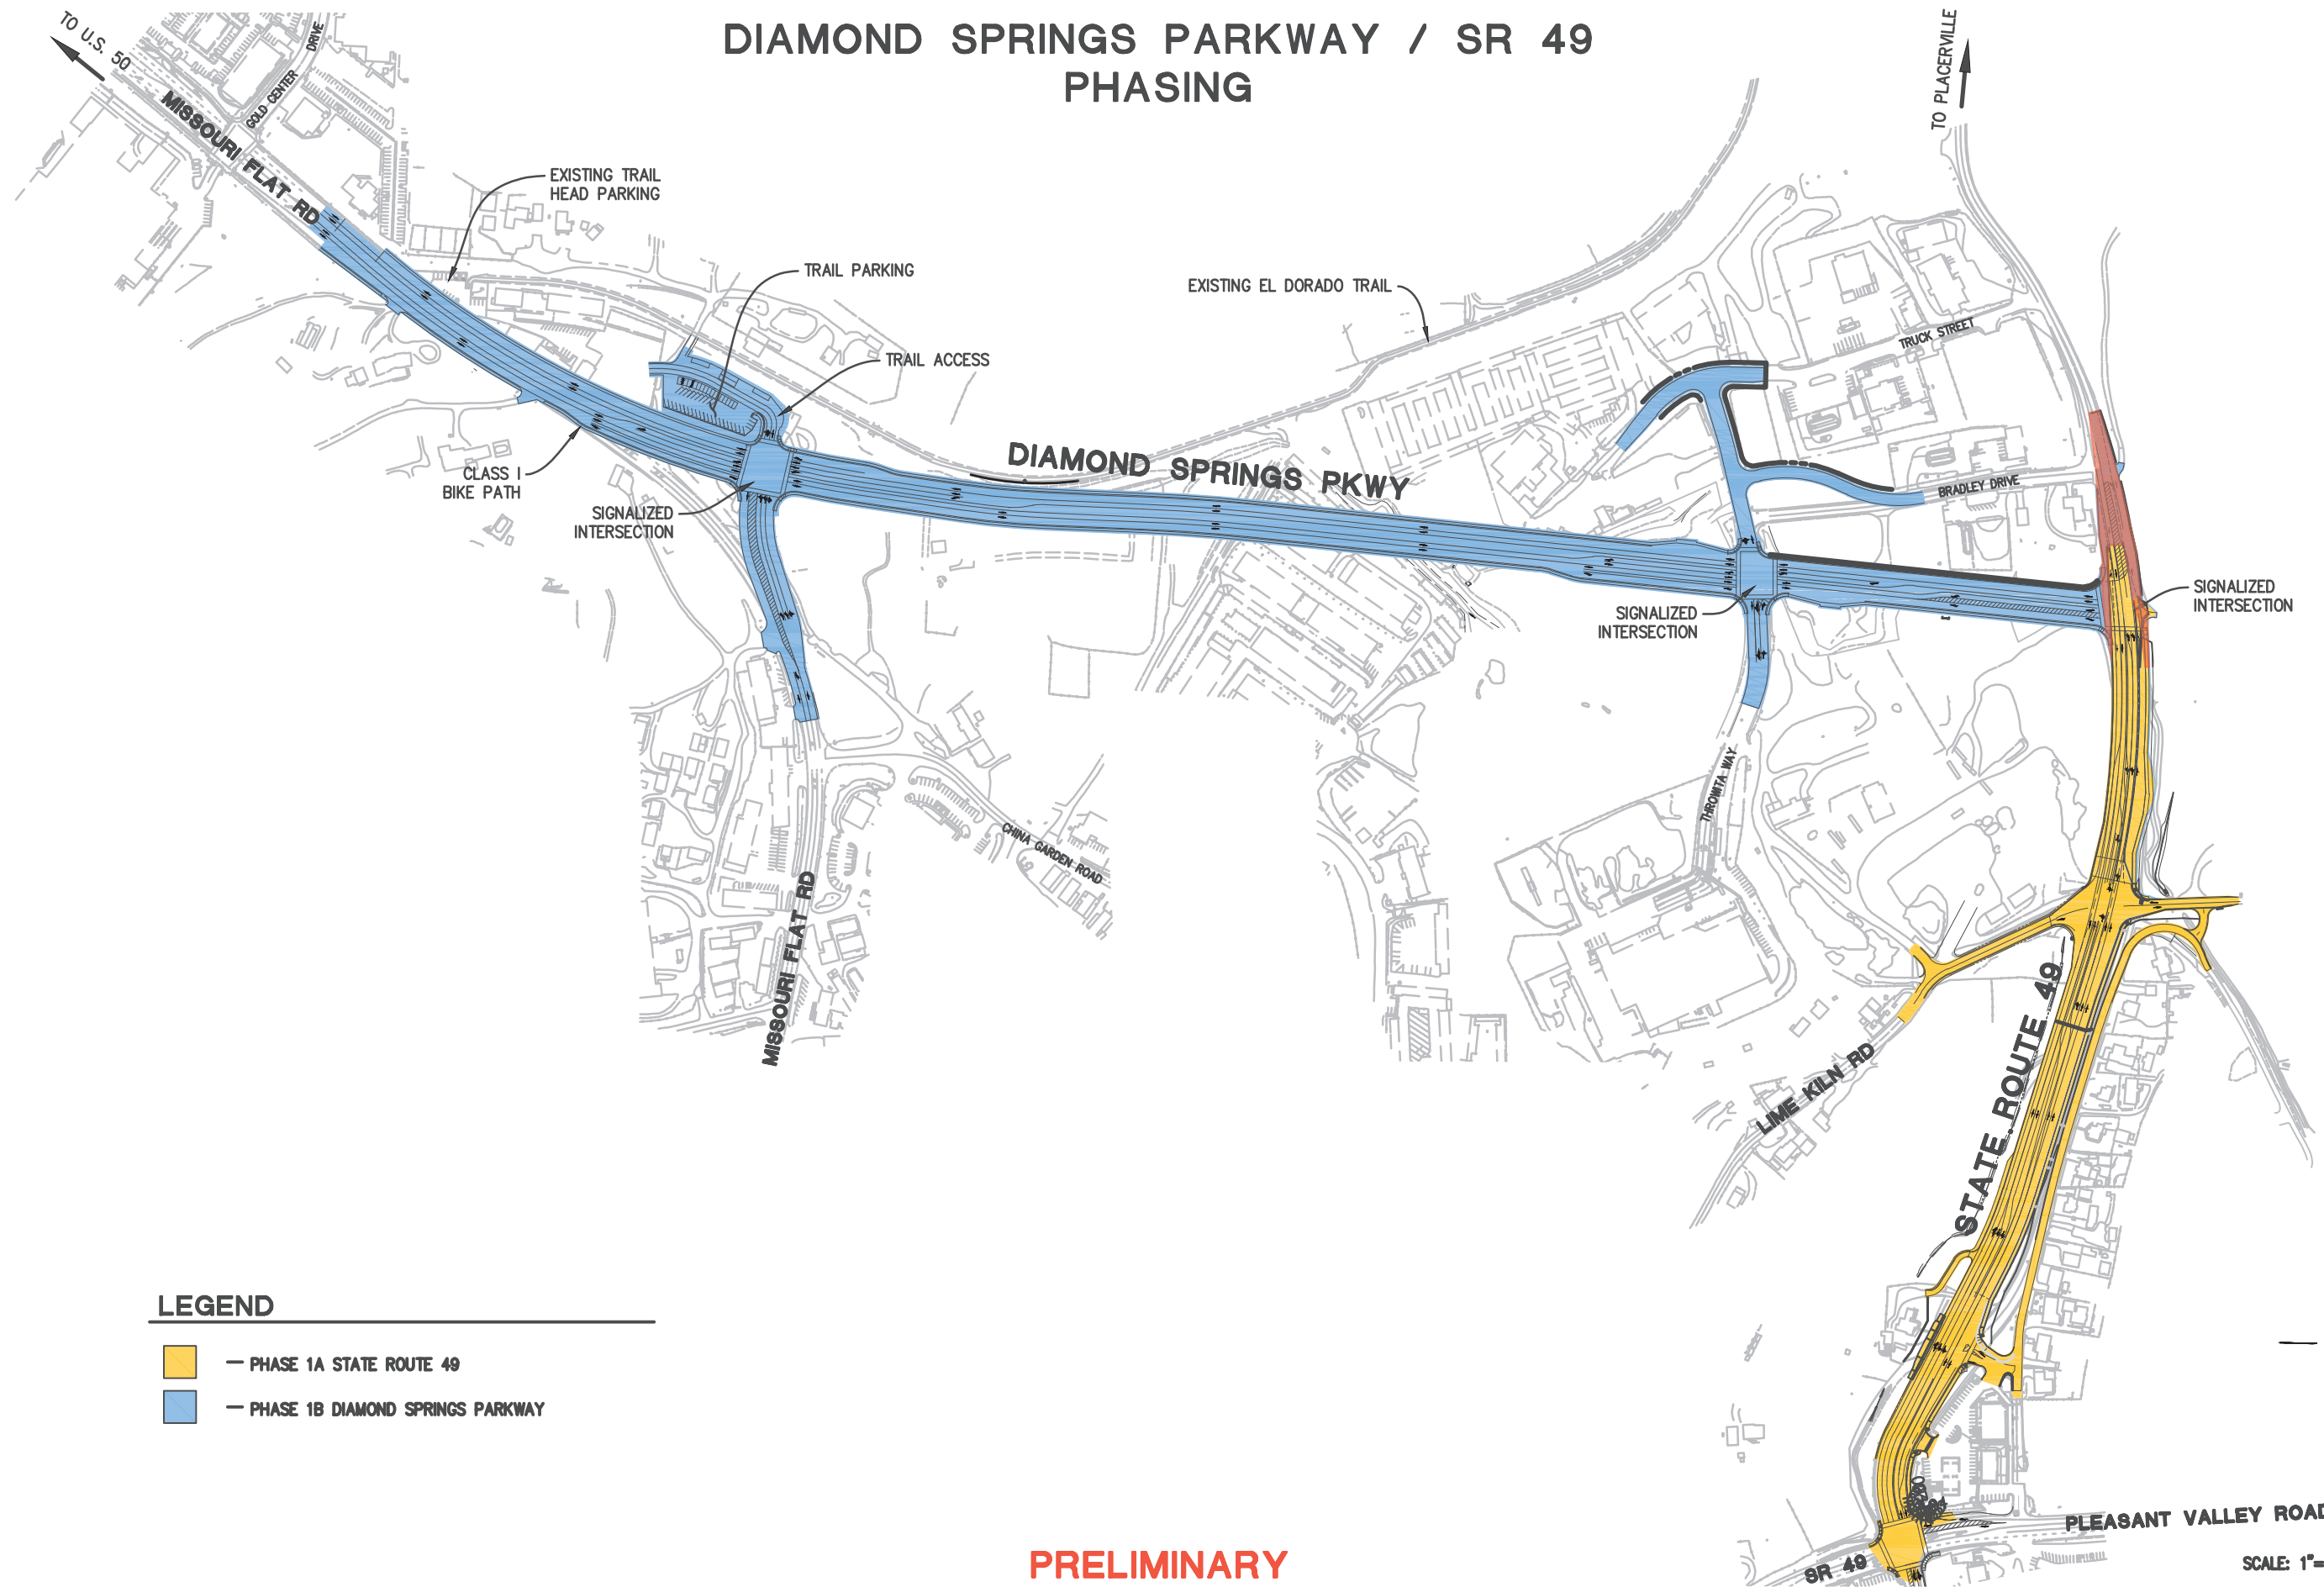 DIAMOND SPRINGS PARKWAY / SR 49
PHASING
TO U.S. 50
MISSOURI FLAT RD
GOLD CENTER
DRIVE
EXISTING TRAIL
HEAD PARKING
TRAIL PARKING
TRAIL ACCESS
CLASS I
BIKE PATH
SIGNALIZED
INTERSECTION
DIAMOND SPRINGS PKWY
EXISTING EL DORADO TRAIL
TO PLACERVILLE
TRUCK STREET
BRADLEY DRIVE
SIGNALIZED
INTERSECTION
SIGNALIZED
INTERSECTION
THROWITA WAY
CHINA GARDEN ROAD
MISSOURI FLAT RD
LIME KILN RD
STATE ROUTE 49
LEGEND
— PHASE 1A STATE ROUTE 49
— PHASE 1B DIAMOND SPRINGS PARKWAY
PLEASANT VALLEY ROAD
SR 49
SCALE: 1"=
PRELIMINARY